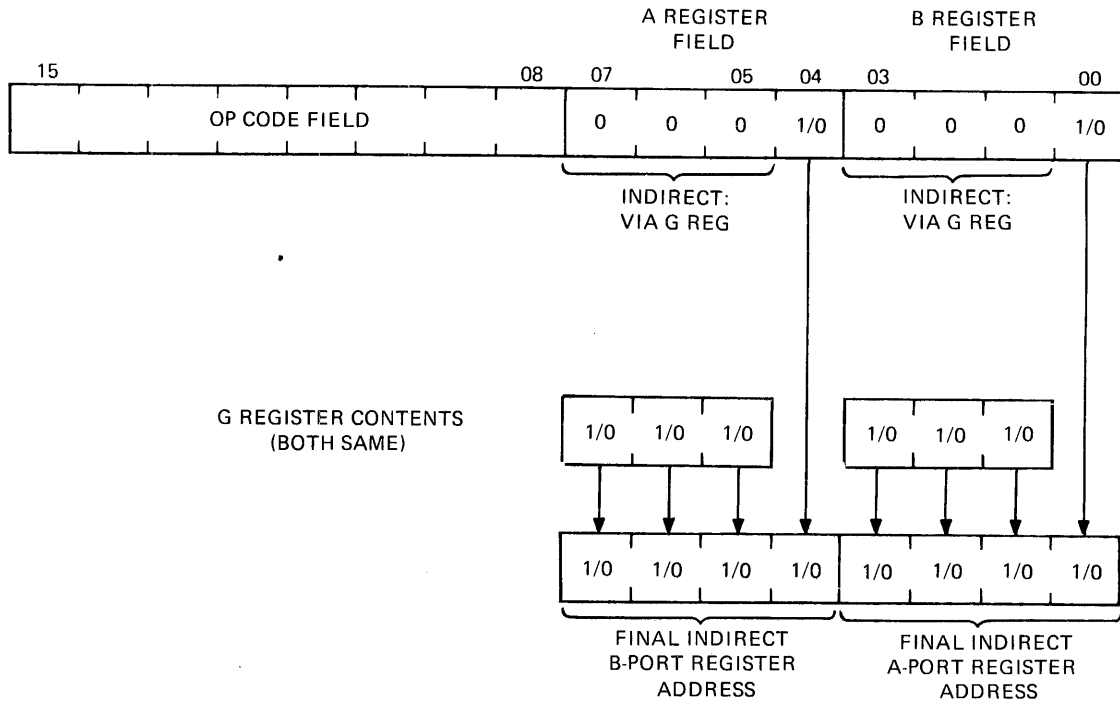 A REGISTER
FIELD
B REGISTER
FIELD
15 08 07 05 04 03 00
OP CODE FIELD 0 0 0 1/0 0 0 0 1/0
INDIRECT:
VIA G REG
INDIRECT:
VIA G REG
G REGISTER CONTENTS
(BOTH SAME)
1/0 1/0 1/0 1/0 1/0 1/0
1/0 1/0 1/0 1/0 1/0 1/0 1/0 1/0
FINAL INDIRECT
B-PORT REGISTER
ADDRESS
FINAL INDIRECT
A-PORT REGISTER
ADDRESS